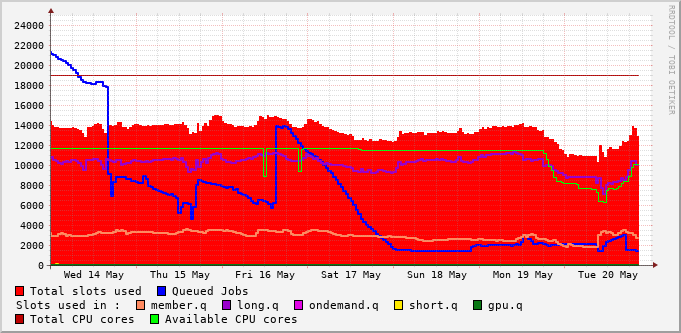 RRDTOOL / TOBI OETIKER
24000
22000
20000
18000
16000
14000
12000
10000
8000
6000
4000
2000
0
Wed 14 May Thu 15 May Fri 16 May Sat 17 May Sun 18 May Mon 19 May Tue 20 May
Total slots used Queued Jobs
Slots used in : member.q long.q ondemand.q short.q gpu.q
Total CPU cores Available CPU cores